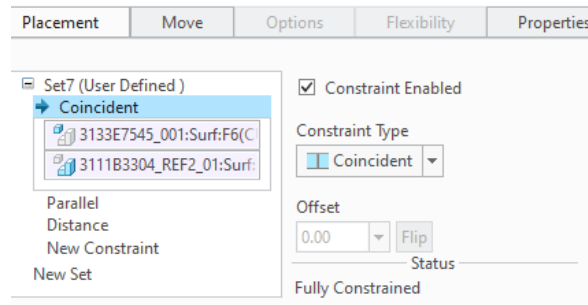 Placement Move Options Flexibility Properties
Set7 (User Defined )
Coincident
3133E7545_001:Surf:F6(
3111B3304_REF2_01:Surf:
Parallel
Distance
New Constraint
New Set
Constraint Enabled
Constraint Type
Coincident
Offset
0.00 Flip
Status
Fully Constrained